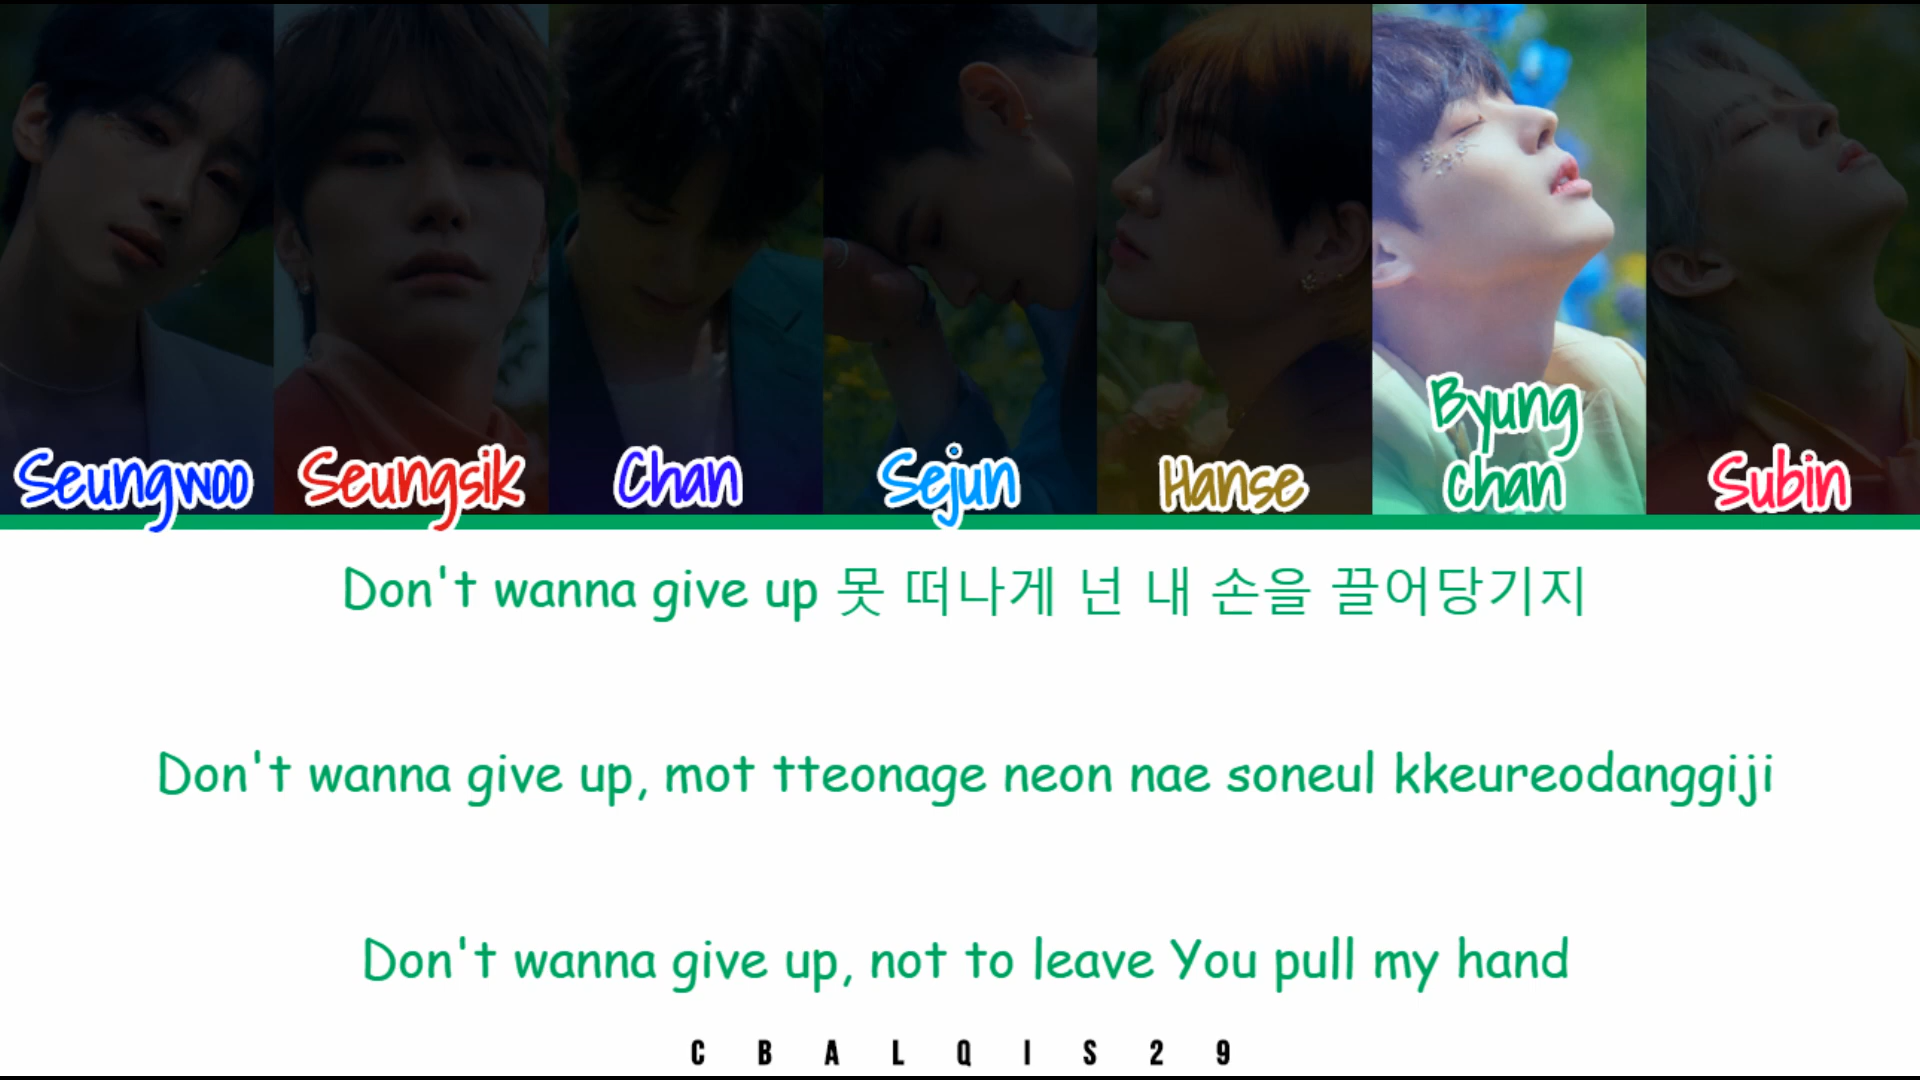 Seungwoo
Seungsik
Chan
Sejun
Hanse
Byung
chan
Subin
Don't wanna give up 못 떠나게 넌 내 손을 끌어당기지
Don't wanna give up, mot tteonage neon nae soneul kkeureodanggiji
Don't wanna give up, not to leave You pull my hand
CBALQIS29